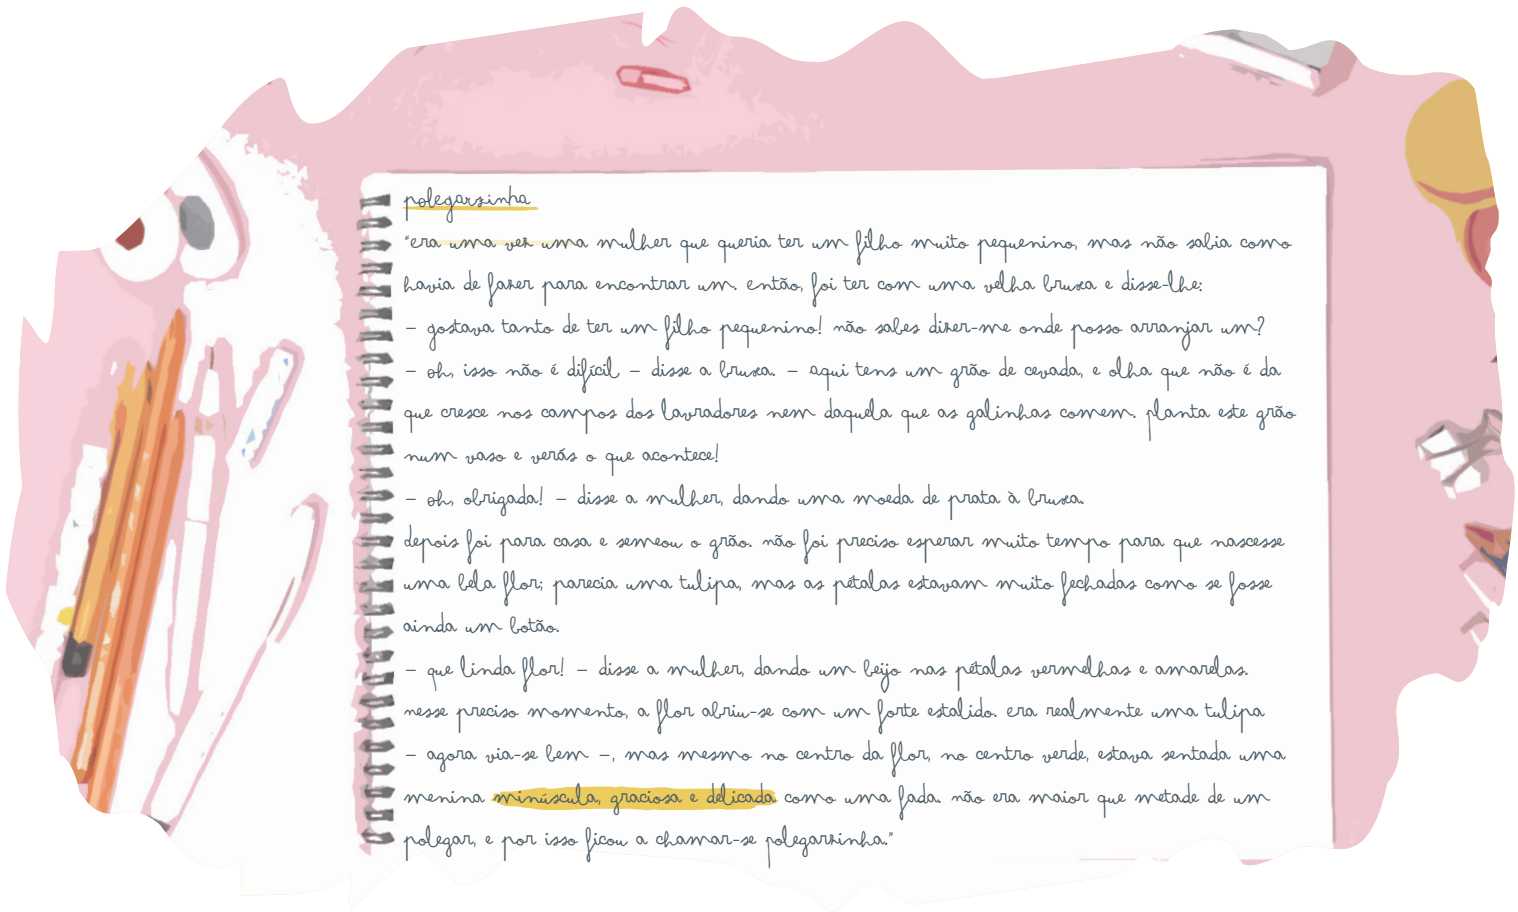 polegarzinha
"era uma vez uma mulher que queria ter um filho muito pequenino, mas não sabia como
havia de fazer para encontrar um. então, foi ter com uma velha bruxa e disse-lhe:
— gostava tanto de ter um filho pequenino! não sabes dizer-me onde posso arranjar um?
— oh, isso não é difícil — disse a bruxa. — aqui tens um grão de cevada, e olha que não é da
que cresce nos campos dos lavradores nem daquela que as galinhas comem. planta este grão
num vaso e verás o que acontece!
— oh, obrigada! — disse a mulher, dando uma moeda de prata à bruxa.
depois foi para casa e semeou o grão. não foi preciso esperar muito tempo para que nascesse
uma bela flor; parecia uma tulipa, mas as pétalas estavam muito fechadas como se fosse
ainda um botão.
— que linda flor! — disse a mulher, dando um beijo nas pétalas vermelhas e amarelas.
nesse preciso momento, a flor abriu-se com um forte estalido. era realmente uma tulipa
— agora via-se bem —, mas mesmo no centro da flor, no centro verde, estava sentada uma
menina minúscula, graciosa e delicada como uma fada. não era maior que metade de um
polegar, e por isso ficou a chamar-se polegarzinha."